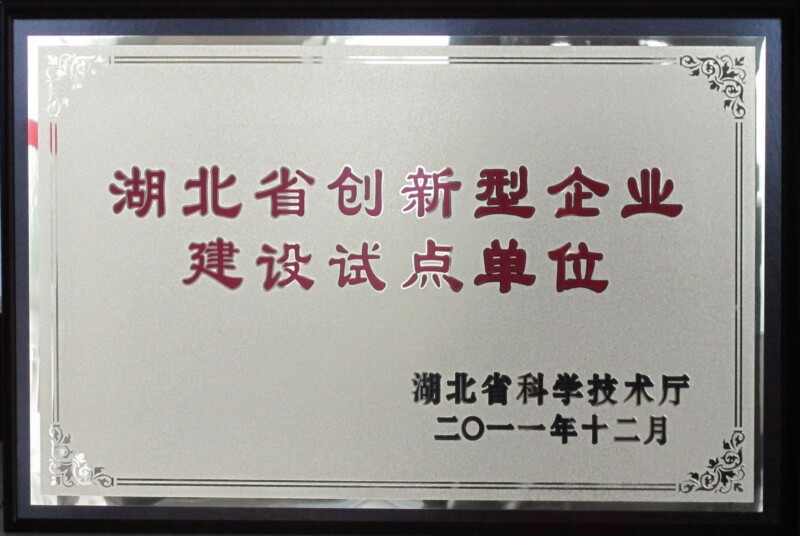 湖北省创新型企业
建设试点单位
湖北省科学技术厅
二〇一一年十二月